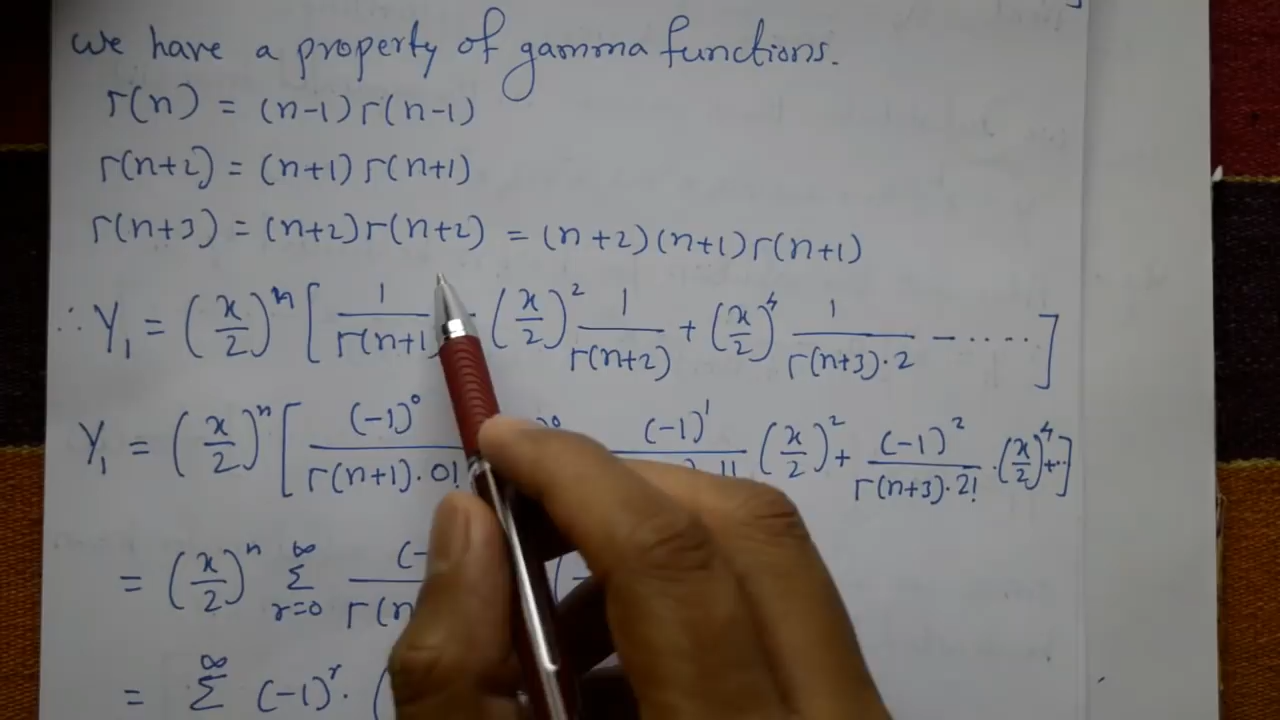 we have a property of gamma functions.
Γ(n) = (n-1)Γ(n-1)
Γ(n+2) = (n+1)Γ(n+1)
Γ(n+3) = (n+2)Γ(n+2) = (n+2)(n+1)Γ(n+1)
∴ Y₁ = (x/2)ⁿ [ 1/Γ(n+1) (x/2)² 1/Γ(n+2) + (x/2)⁴ 1/Γ(n+3)·2 - ..... ]
Y₁ = (x/2)ⁿ [ (-1)⁰/Γ(n+1)·0! (-1)¹ (x/2)² + (-1)²/Γ(n+3)·2! ·(x/2)⁴ +.. ]
= (x/2)ⁿ ∞ Σ r=0 (- Γ(n
= ∞ Σ (-1)ʳ· (